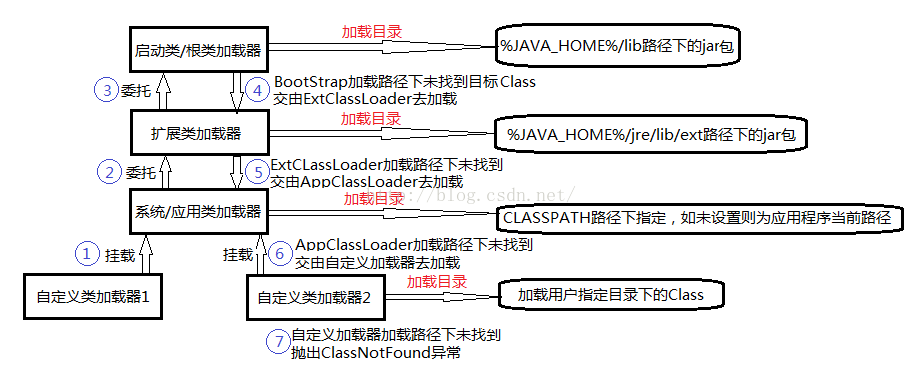 启动类/根类加载器
加载目录
%JAVA_HOME%/lib路径下的jar包
③ 委托
④ BootStrap加载路径下未找到目标Class
交由ExtClassLoader去加载
扩展类加载器
加载目录
%JAVA_HOME%/jre/lib/ext路径下的jar包
② 委托
⑤ ExtCLassLoader加载路径下未找到
交由AppClassLoader去加载
blog.csdn.net/
系统/应用类加载器
加载目录
CLASSPATH路径下指定，如未设置则为应用程序当前路径
① 挂载
挂载
⑥ AppClassLoader加载路径下未找到
交由自定义加载器去加载
自定义类加载器1
自定义类加载器2
加载目录
加载用户指定目录下的Class
⑦ 自定义加载器加载路径下未找到
抛出ClassNotFound异常